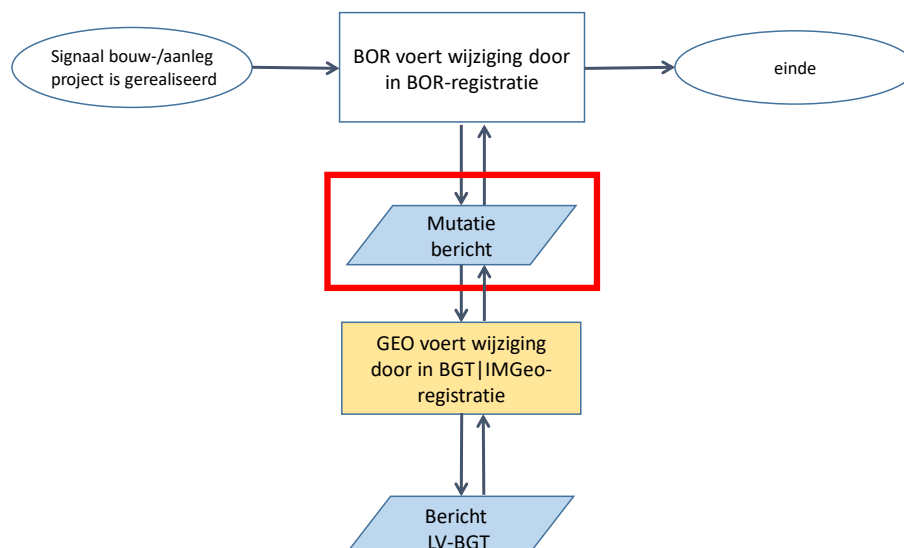 Signaal bouw-/aanleg
project is gerealiseerd
BOR voert wijziging door
in BOR-registratie
einde
Mutatie
bericht
GEO voert wijziging
door in BGT|IMGeo-
registratie
Bericht
LV-BGT